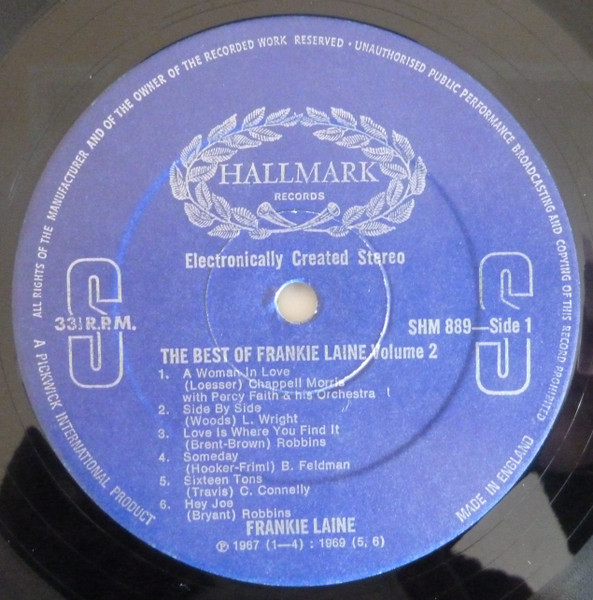 ALL RIGHTS OF THE MANUFACTURER AND OF THE OWNER OF THE RECORDED WORK RESERVED · UNAUTHORISED PUBLIC PERFORMANCE BROADCASTING AND COPYING OF THIS RECORD PROHIBITED
HALLMARK
RECORDS
Electronically Created Stereo
S S
33⅓ R.P.M.
SHM 889—Side 1
THE BEST OF FRANKIE LAINE Volume 2
1. A Woman In Love
(Loesser) Chappell Morris
with Percy Faith & his Orchestra
2. Side By Side
(Woods) L. Wright
3. Love Is Where You Find It
(Brent-Brown) Robbins
4. Someday
(Hooker-Friml) B. Feldman
5. Sixteen Tons
(Travis) C. Connelly
6. Hey Joe
(Bryant) Robbins
FRANKIE LAINE
Ⓟ 1967 (1—4) : 1969 (5, 6)
A PICKWICK INTERNATIONAL PRODUCT
MADE IN ENGLAND